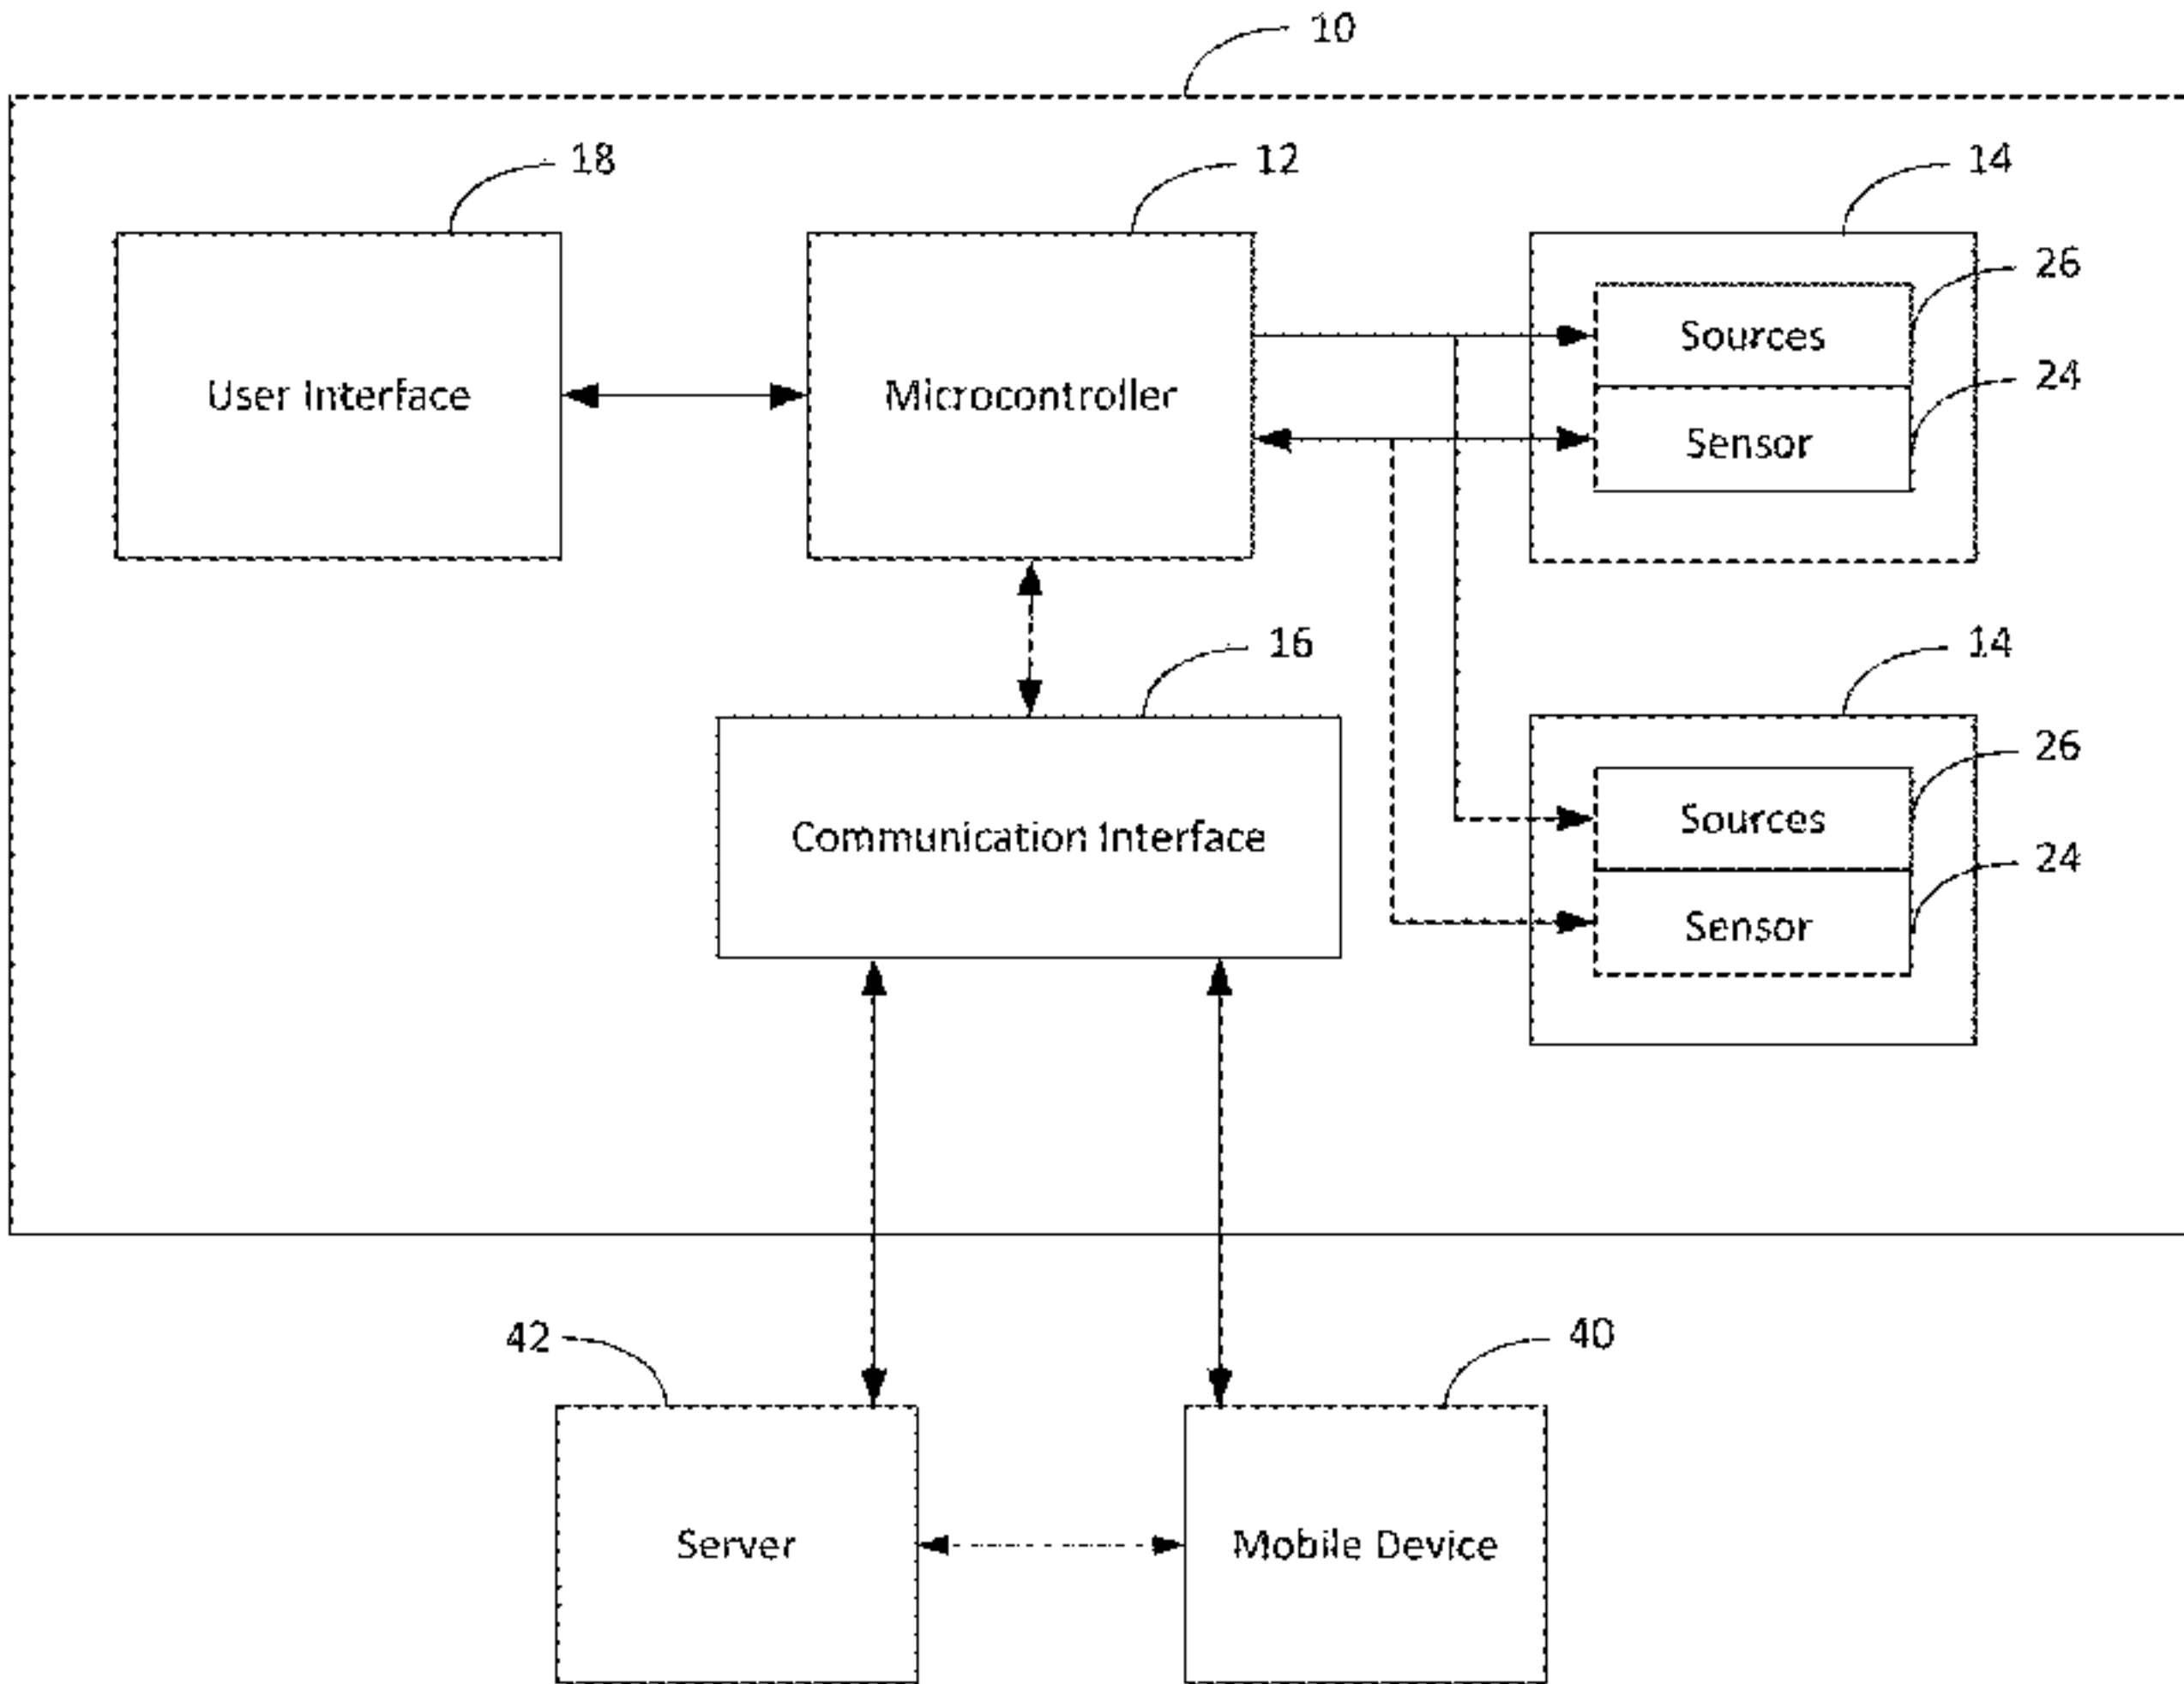 10
18
12
14
26
Sources
24
User Interface
Microcontroller
Sensor
16
14
26
Sources
Communication Interface
24
Sensor
42
40
Server
Mobile Device